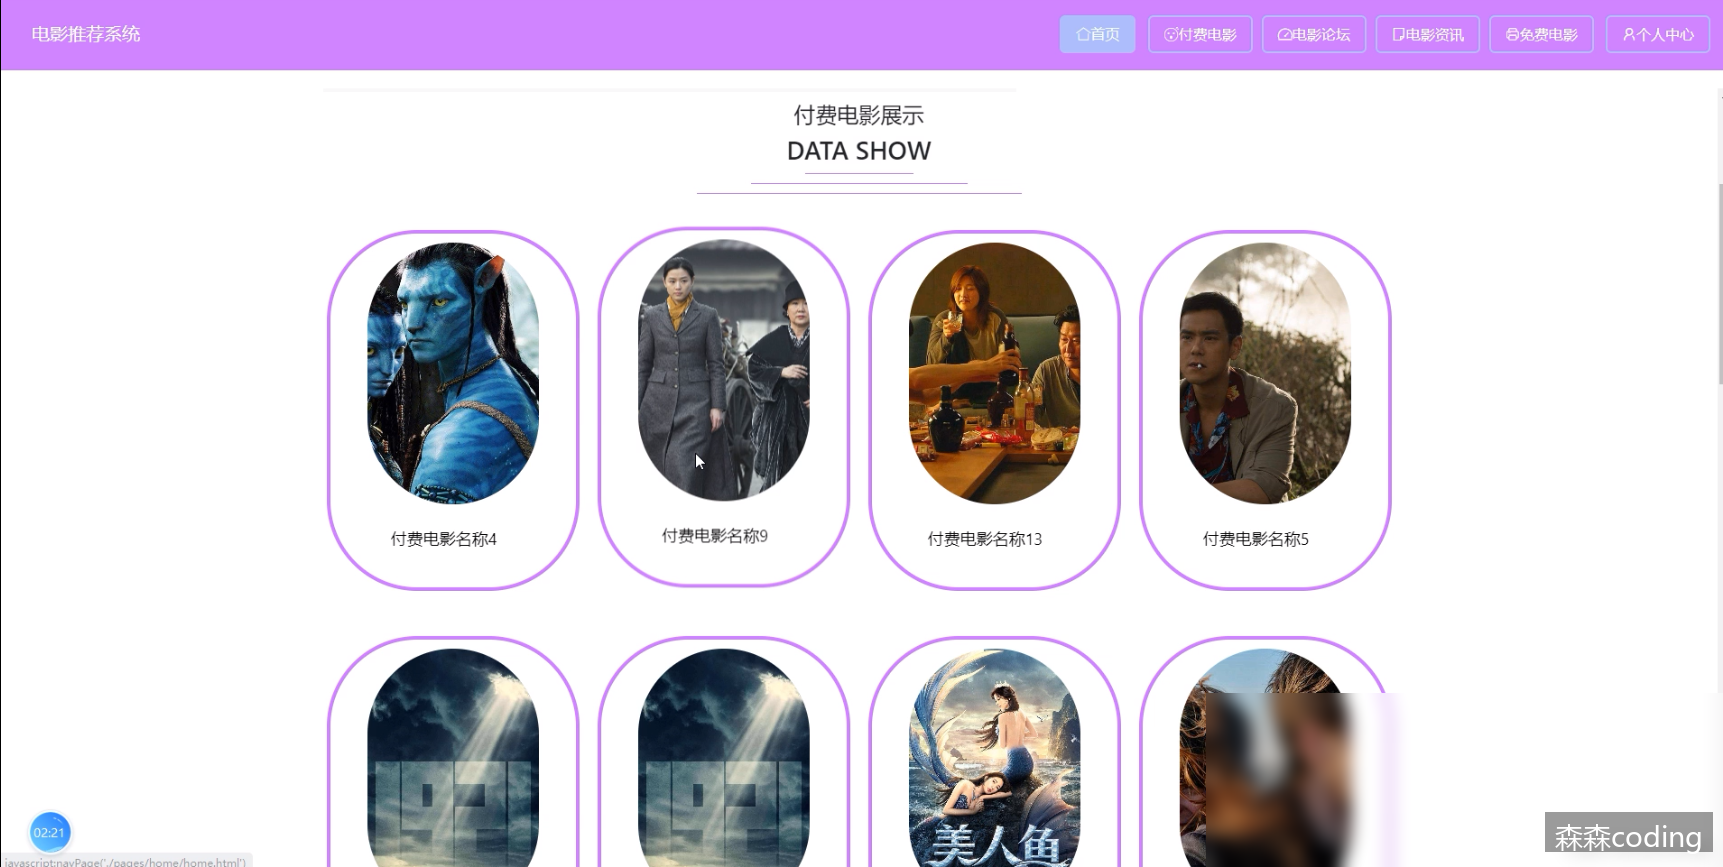 电影推荐系统
首页
付费电影
电影论坛
电影资讯
免费电影
个人中心
付费电影展示
DATA SHOW
付费电影名称4
付费电影名称9
付费电影名称13
付费电影名称5
美人鱼
02:21
javascript:navPage('./pages/home/home.html')
森森coding